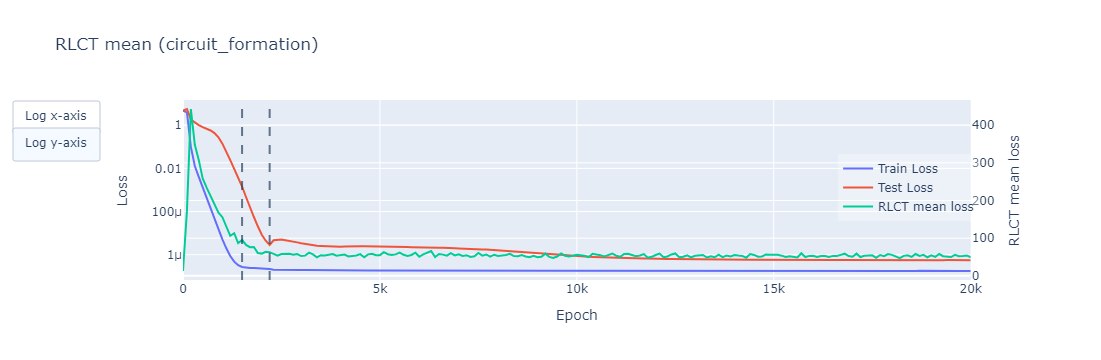 RLCT mean (circuit_formation)
Log x-axis
Log y-axis
Loss
1
0.01
100μ
1μ
400
300
200
100
0
RLCT mean loss
Train Loss
Test Loss
RLCT mean loss
0
5k
10k
15k
20k
Epoch